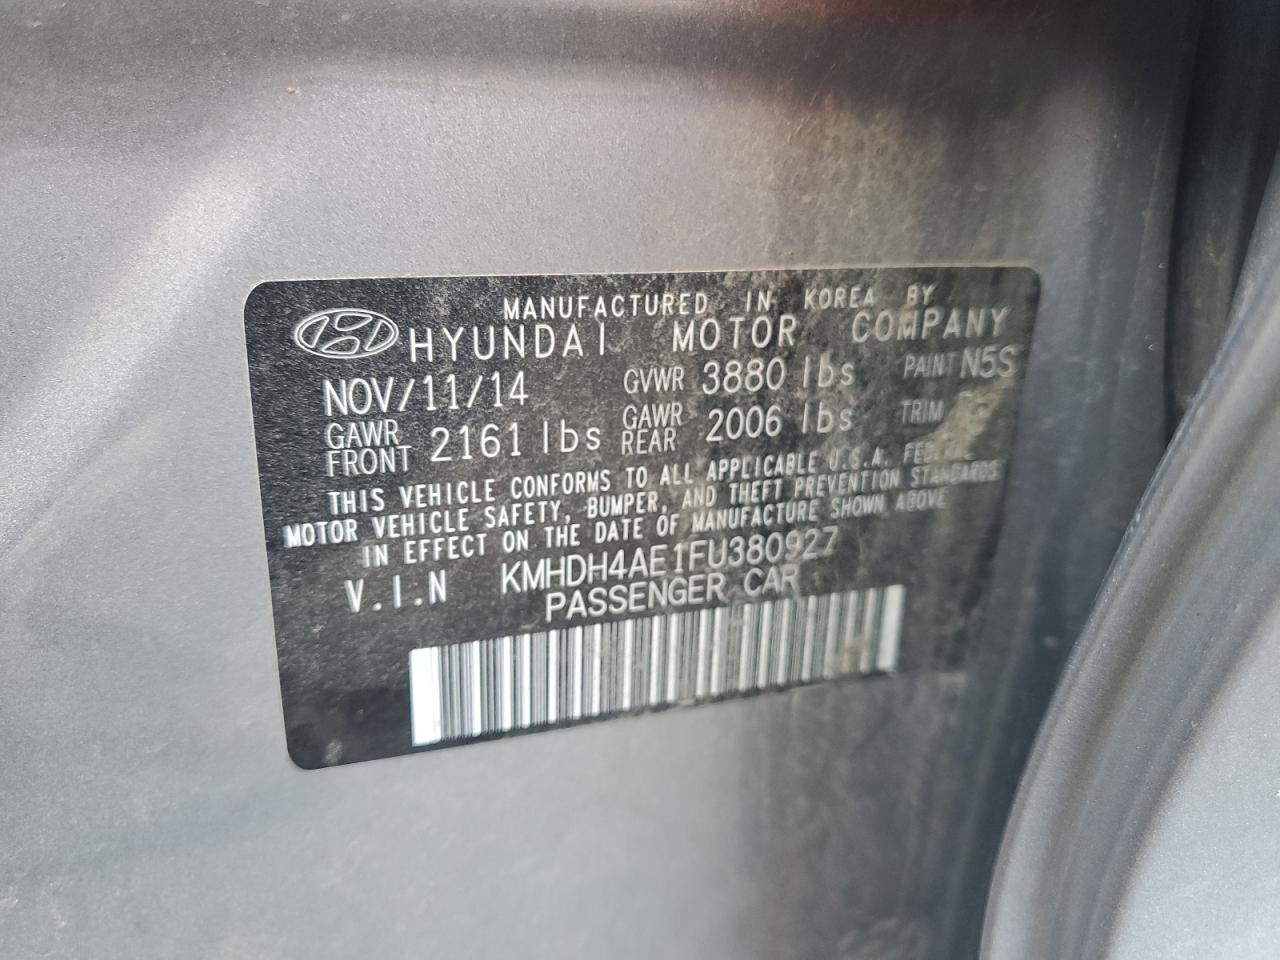 MANUFACTURED IN KOREA BY
HYUNDAI MOTOR COMPANY
NOV/11/14 GVWR 3880 lbs PAINT N5S
GAWR FRONT 2161 lbs GAWR REAR 2006 lbs TRIM
THIS VEHICLE CONFORMS TO ALL APPLICABLE U.S.A. FEDERAL
MOTOR VEHICLE SAFETY, BUMPER, AND THEFT PREVENTION STANDARDS
IN EFFECT ON THE DATE OF MANUFACTURE SHOWN ABOVE
V.I.N KMHDH4AE1FU380927
PASSENGER CAR